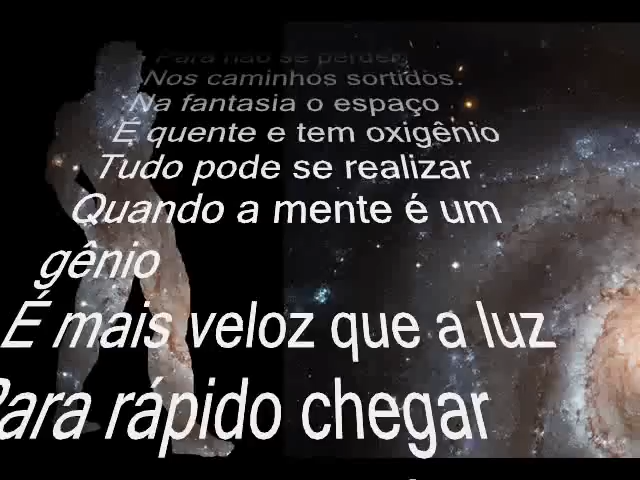 Para não se perder
Nos caminhos sortidos.
Na fantasia o espaço
É quente e tem oxigênio
Tudo pode se realizar
Quando a mente é um
gênio
É mais veloz que a luz
Para rápido chegar